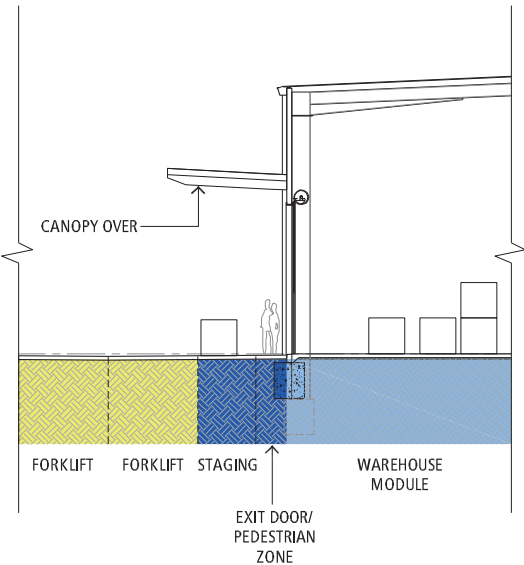 CANOPY OVER
FORKLIFT
FORKLIFT
STAGING
WAREHOUSE
MODULE
EXIT DOOR/
PEDESTRIAN
ZONE